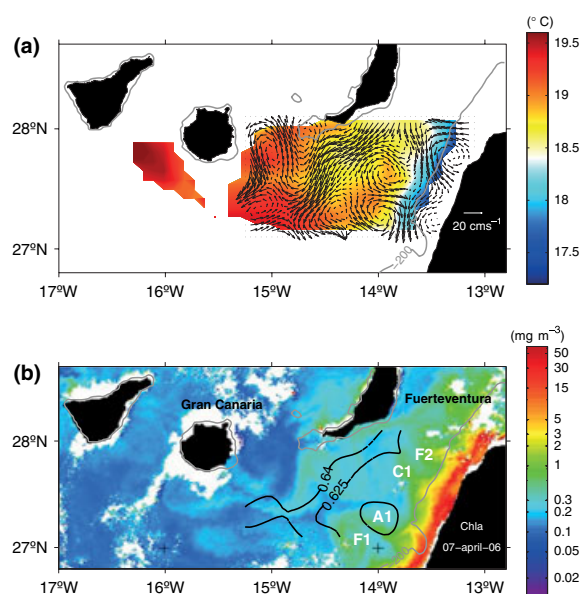 (° C)
(a)
19.5
28ºN
19
18.5
18
27ºN
20 cms⁻¹
−200
17.5
17ºW 16ºW 15ºW 14ºW 13ºW
(mg m⁻³)
(b)
50
30
15
Gran Canaria
Fuerteventura
5
3
28ºN
F2
2
C1
1
0.64
0.625
0.3
A1
0.2
Chla
0.1
F1
07−april−06
27ºN
0.05
0.02
17ºW 16ºW 15ºW 14ºW 13ºW